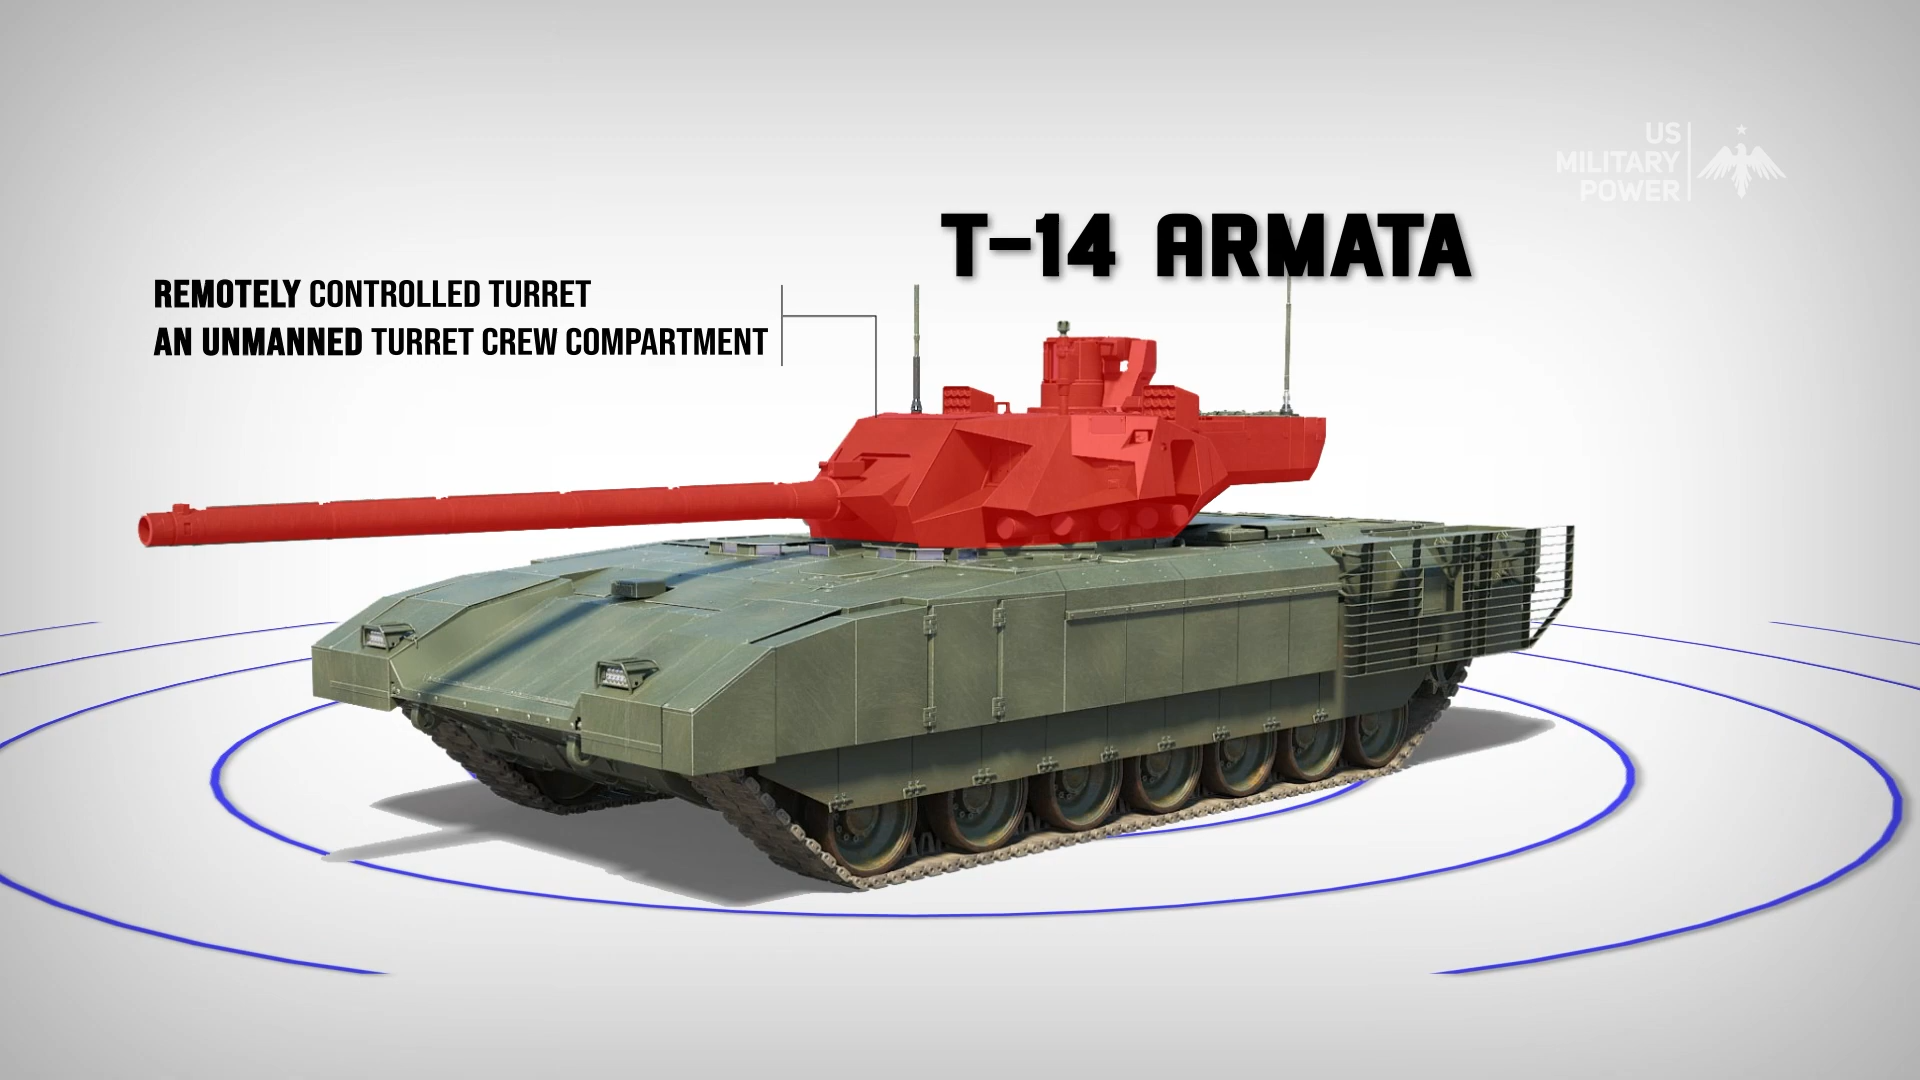 US
MILITARY
POWER
T-14 ARMATA
REMOTELY CONTROLLED TURRET
AN UNMANNED TURRET CREW COMPARTMENT